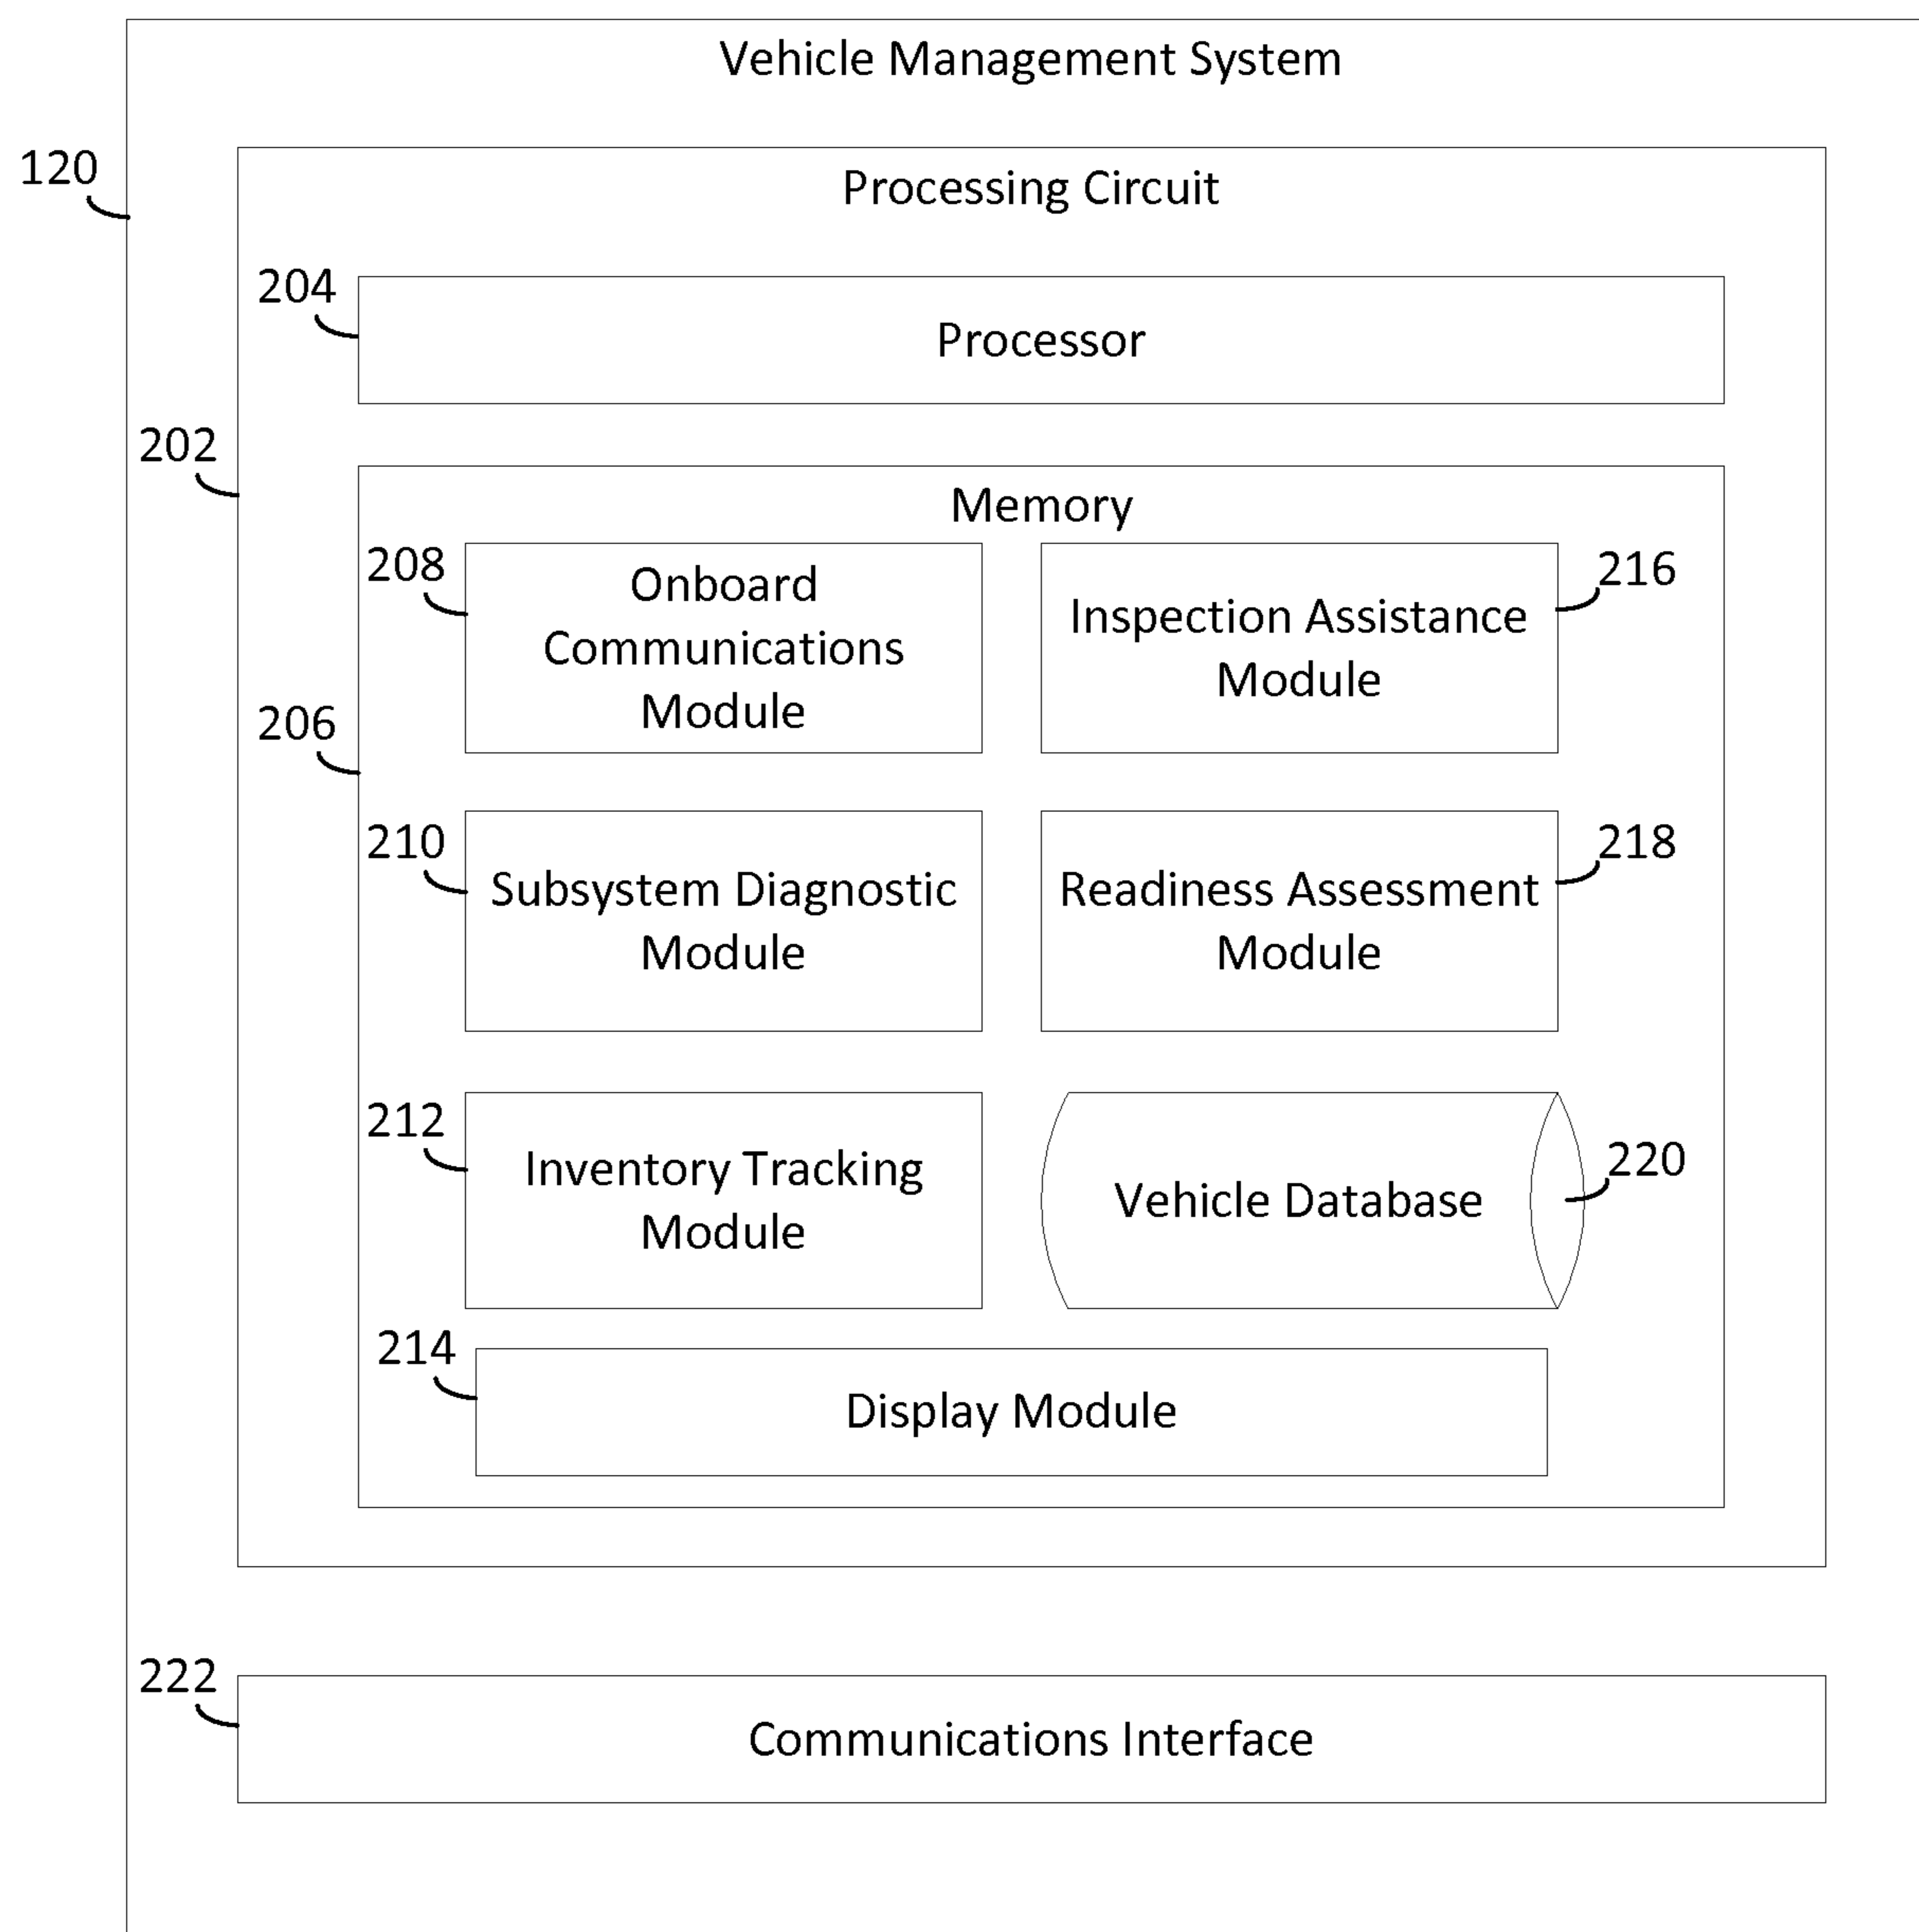 Vehicle Management System
120
Processing Circuit
204
Processor
202
Memory
208
Onboard
Communications
Module
216
Inspection Assistance
Module
206
210
Subsystem Diagnostic
Module
218
Readiness Assessment
Module
212
Inventory Tracking
Module
220
Vehicle Database
214
Display Module
222
Communications Interface